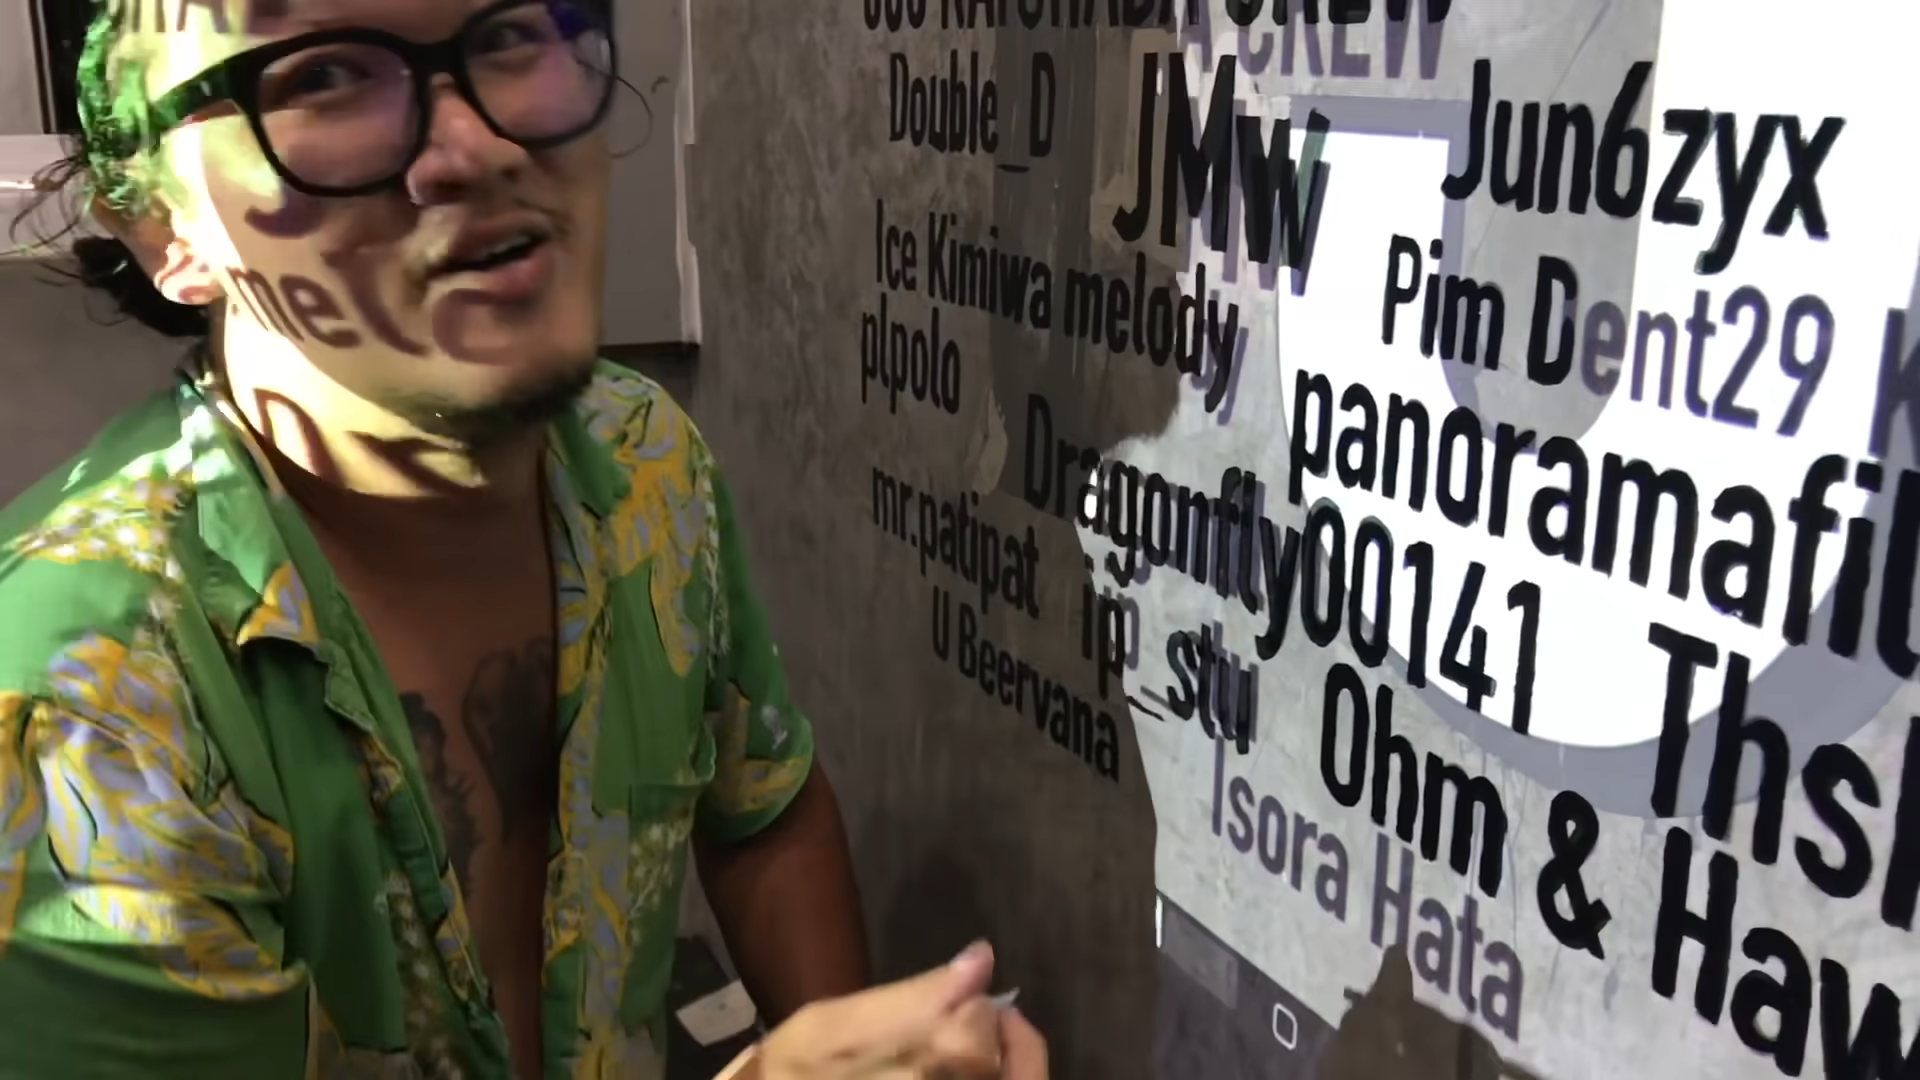 CREW
Double_D
JMW
Jun6zyx
Ice Kimiwa melody
Pim Dent29
plpolo
panoramafil
Dragonfly00141
mr.patipat
ip_stu
U Beervana
Ohm & Haw
Isora Hata